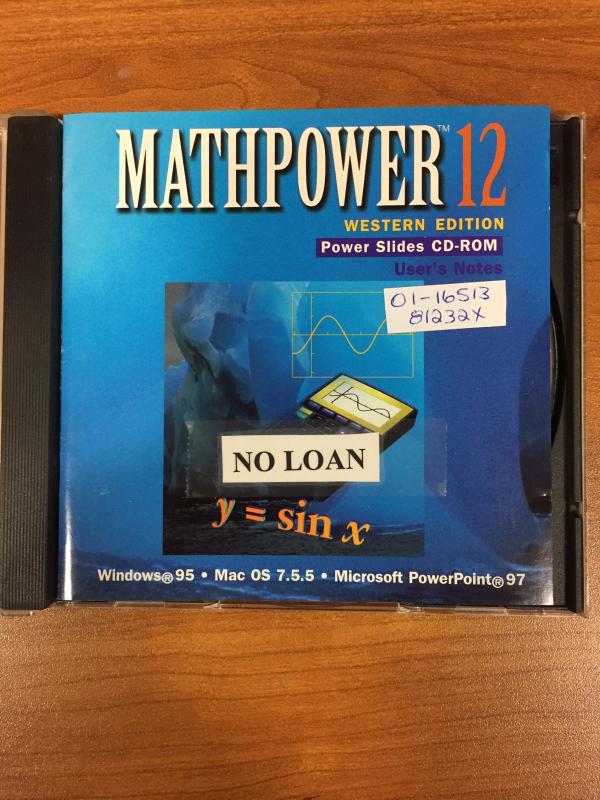 MATHPOWER™ 12
WESTERN EDITION
Power Slides CD-ROM
User's Notes
01-16513
81232X
NO LOAN
y = sin x
Windows® 95 • Mac OS 7.5.5 • Microsoft PowerPoint® 97